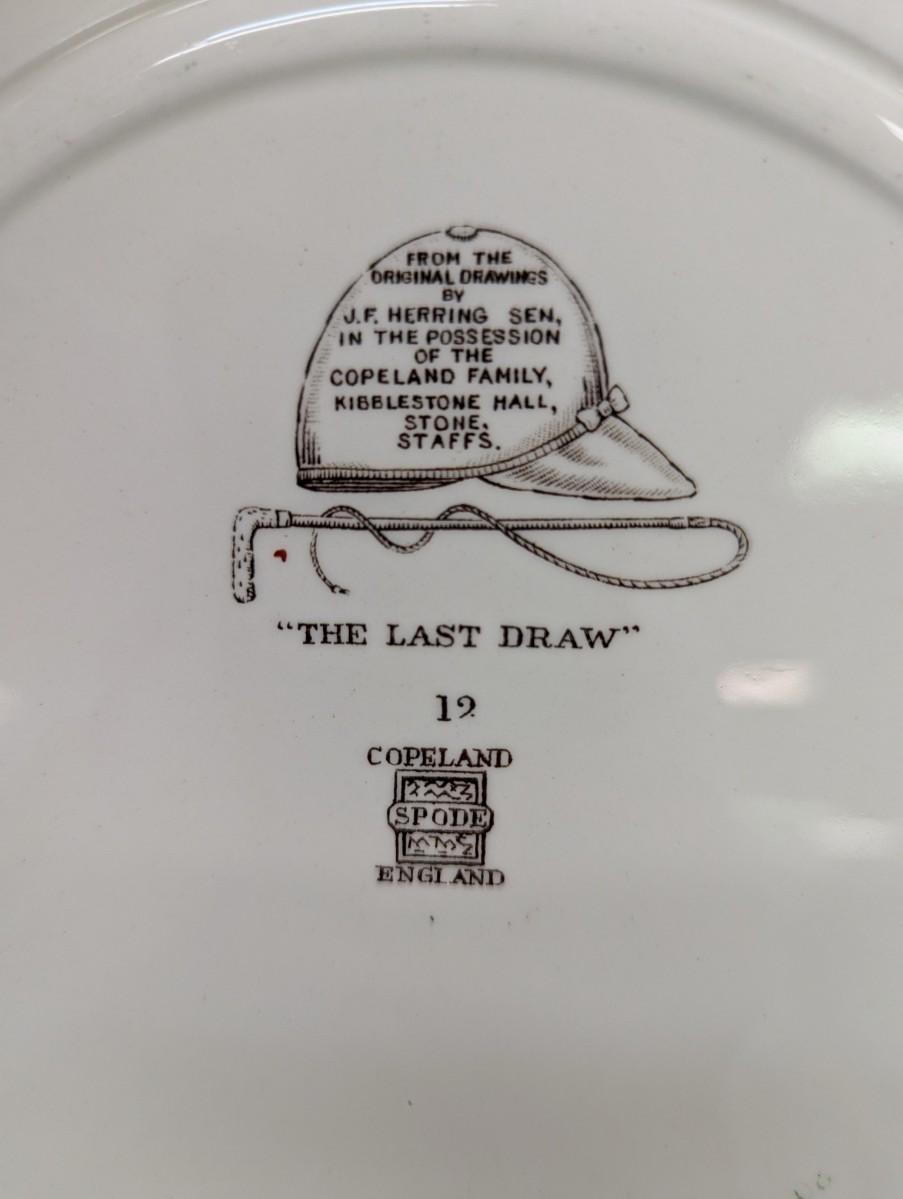 FROM THE
ORIGINAL DRAWINGS
BY
J.F. HERRING SEN,
IN THE POSSESSION
OF THE
COPELAND FAMILY,
KIBBLESTONE HALL,
STONE.
STAFFS.
“THE LAST DRAW”
12
COPELAND
SPODE
ENGLAND